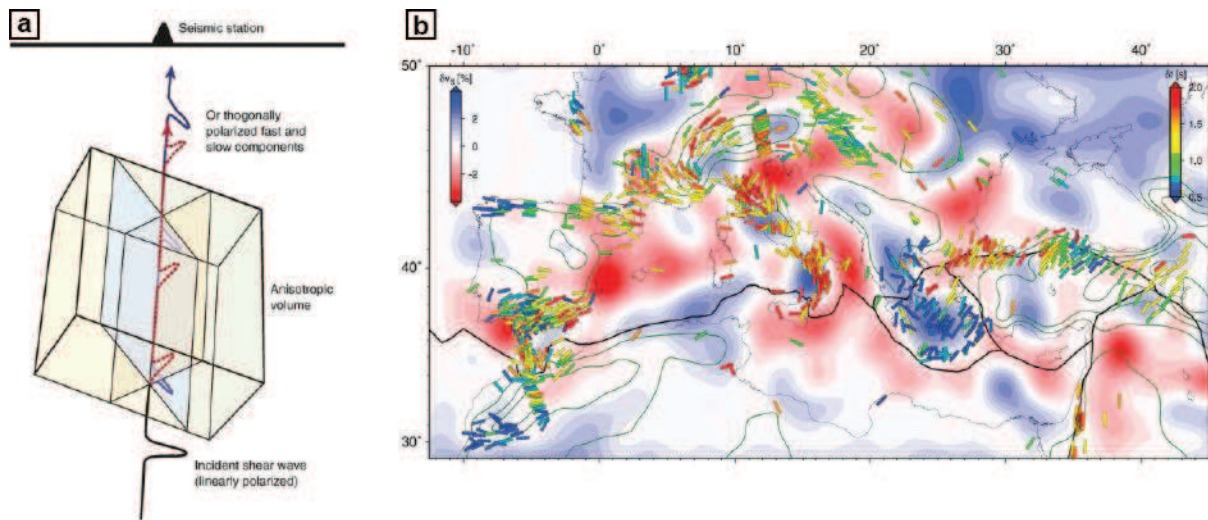 a
Seismic station
Or thogonally
polarized fast and
slow components
Anisotropic
volume
Incident shear wave
(linearly polarized)
b
-10° 0° 10° 20° 30° 40°
50°
40°
30°
δvs [%]
2
0
-2
δt [s]
2.0
1.5
1.0
0.5